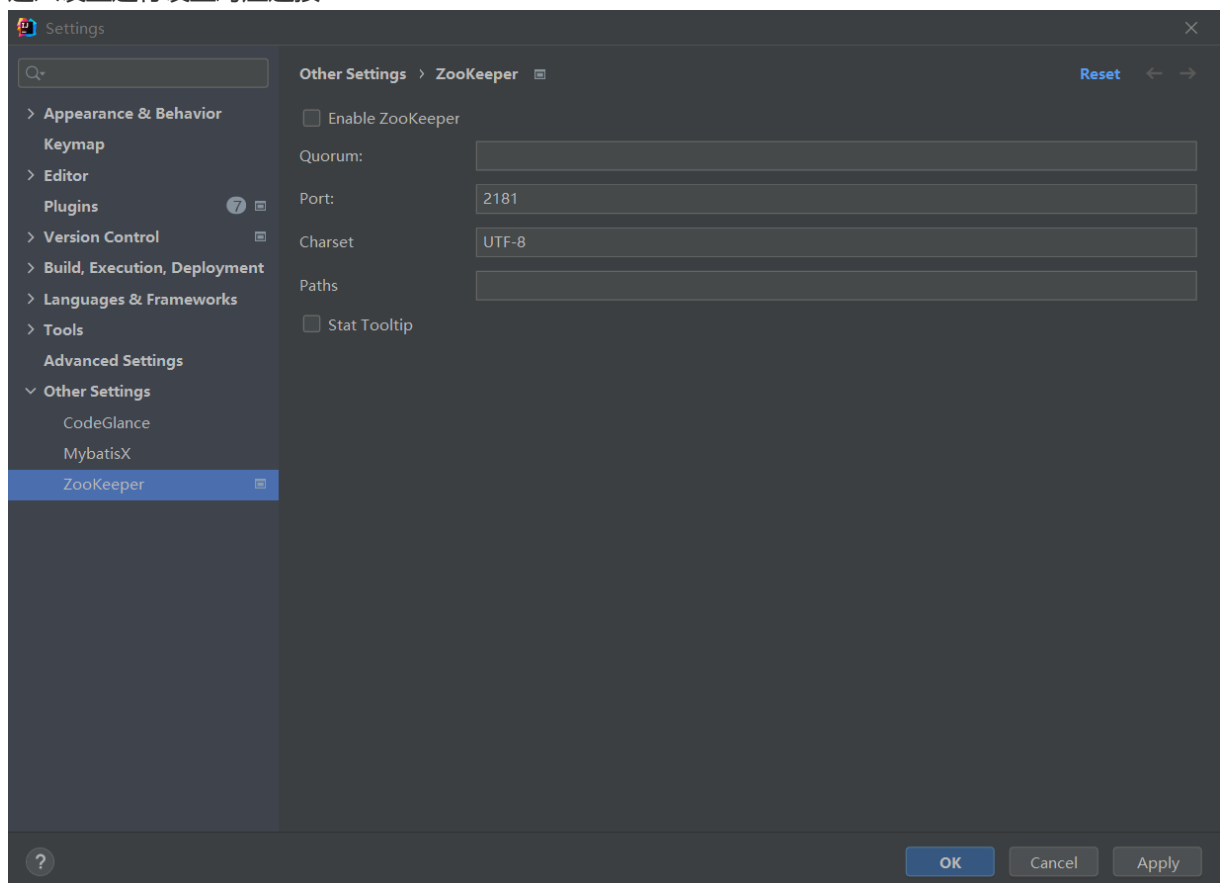 Settings
Other Settings › ZooKeeper
Reset
Appearance & Behavior
Keymap
Editor
Plugins 7
Version Control
Build, Execution, Deployment
Languages & Frameworks
Tools
Advanced Settings
Other Settings
CodeGlance
MybatisX
ZooKeeper
Enable ZooKeeper
Quorum:
Port: 2181
Charset UTF-8
Paths
Stat Tooltip
?
OK Cancel Apply